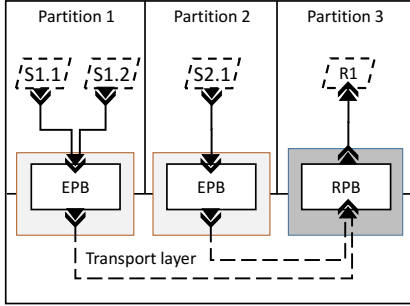 Partition 1 Partition 2 Partition 3
S1.1 S1.2 S2.1 R1
EPB EPB RPB
Transport layer